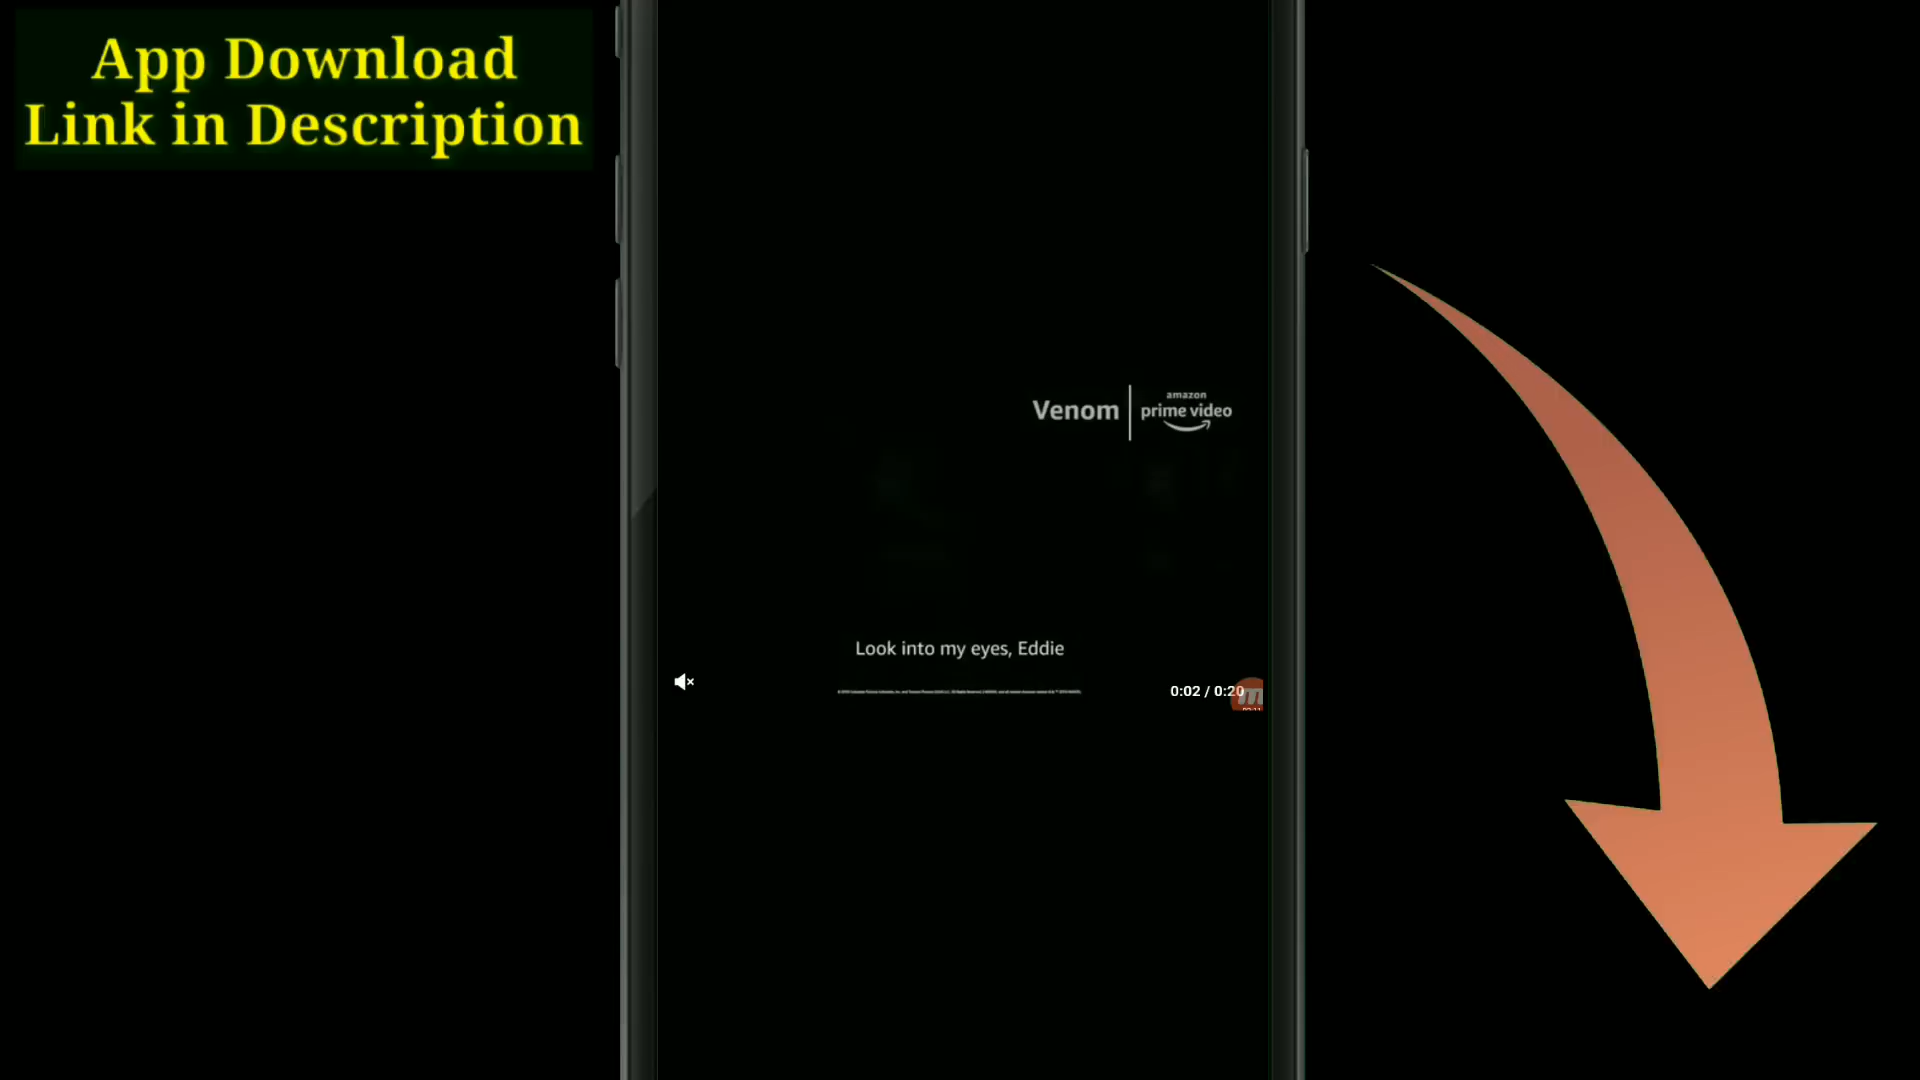 App Download
Link in Description
Venom
amazon
prime video
Look into my eyes, Eddie
0:02 / 0:20